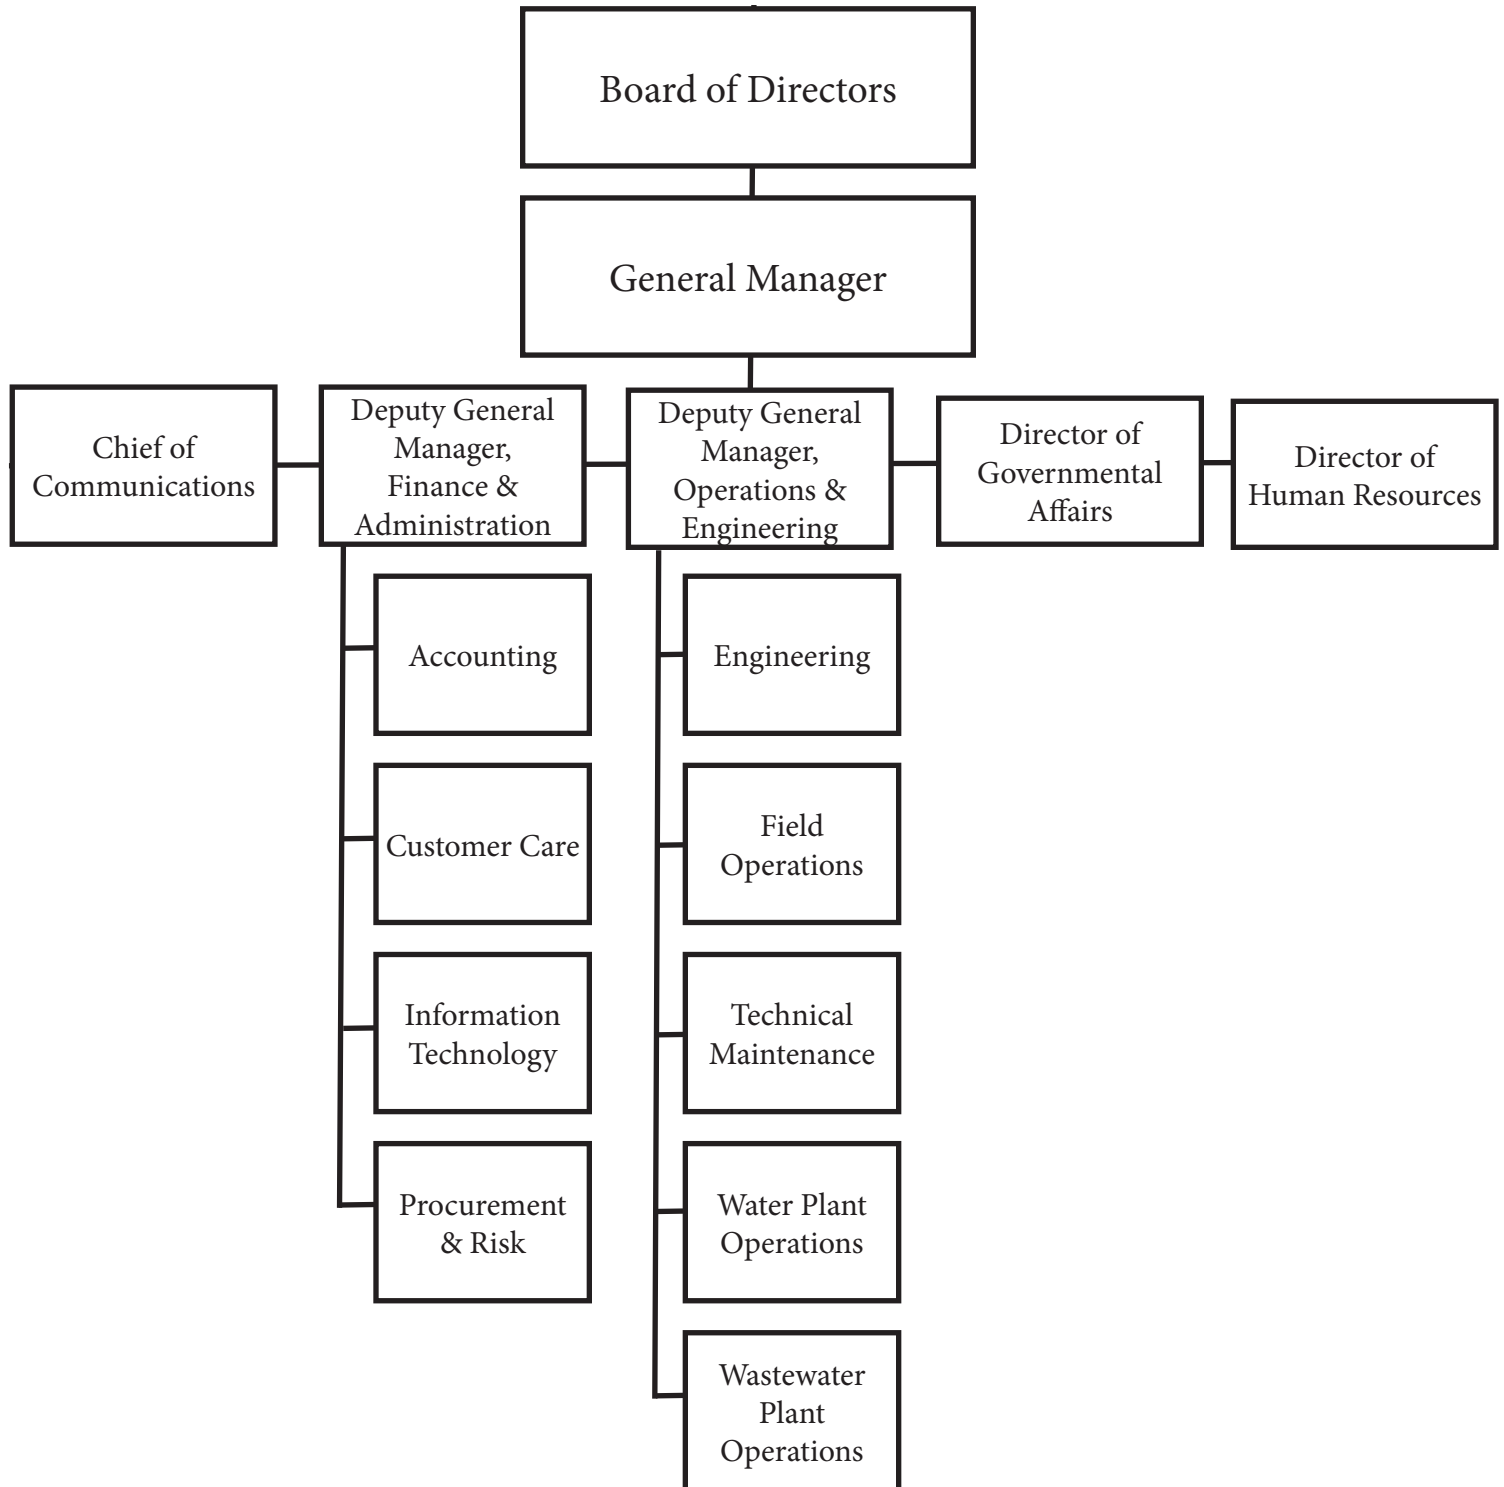 Board of Directors
General Manager
Chief of
Communications
Deputy General
Manager,
Finance &
Administration
Deputy General
Manager,
Operations &
Engineering
Director of
Governmental
Affairs
Director of
Human Resources
Accounting
Customer Care
Information
Technology
Procurement
& Risk
Engineering
Field
Operations
Technical
Maintenance
Water Plant
Operations
Wastewater
Plant
Operations